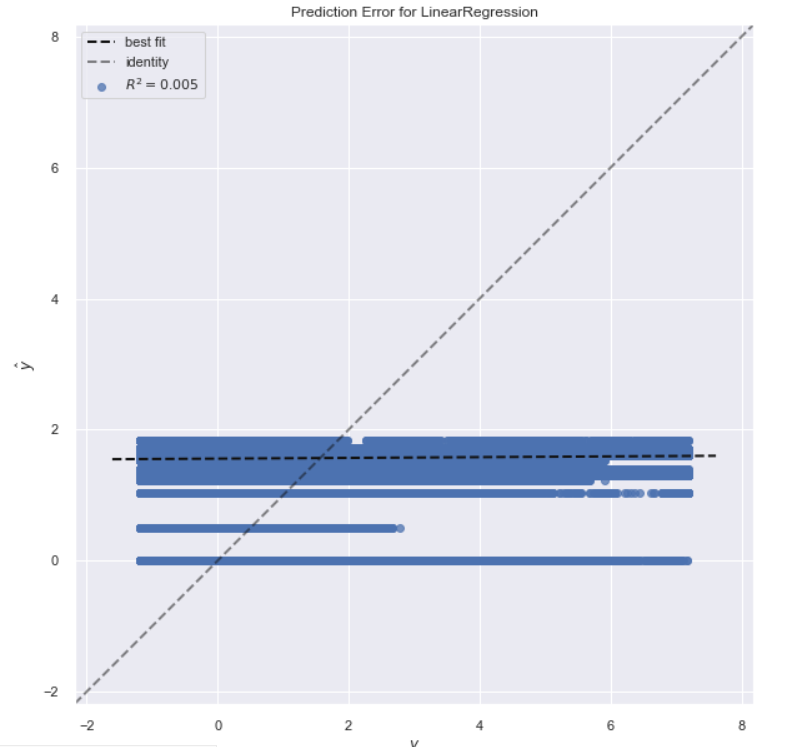 Prediction Error for LinearRegression
8
best fit
identity
R² = 0.005
6
4
ŷ
2
0
−2
−2 0 2 4 6 8
y